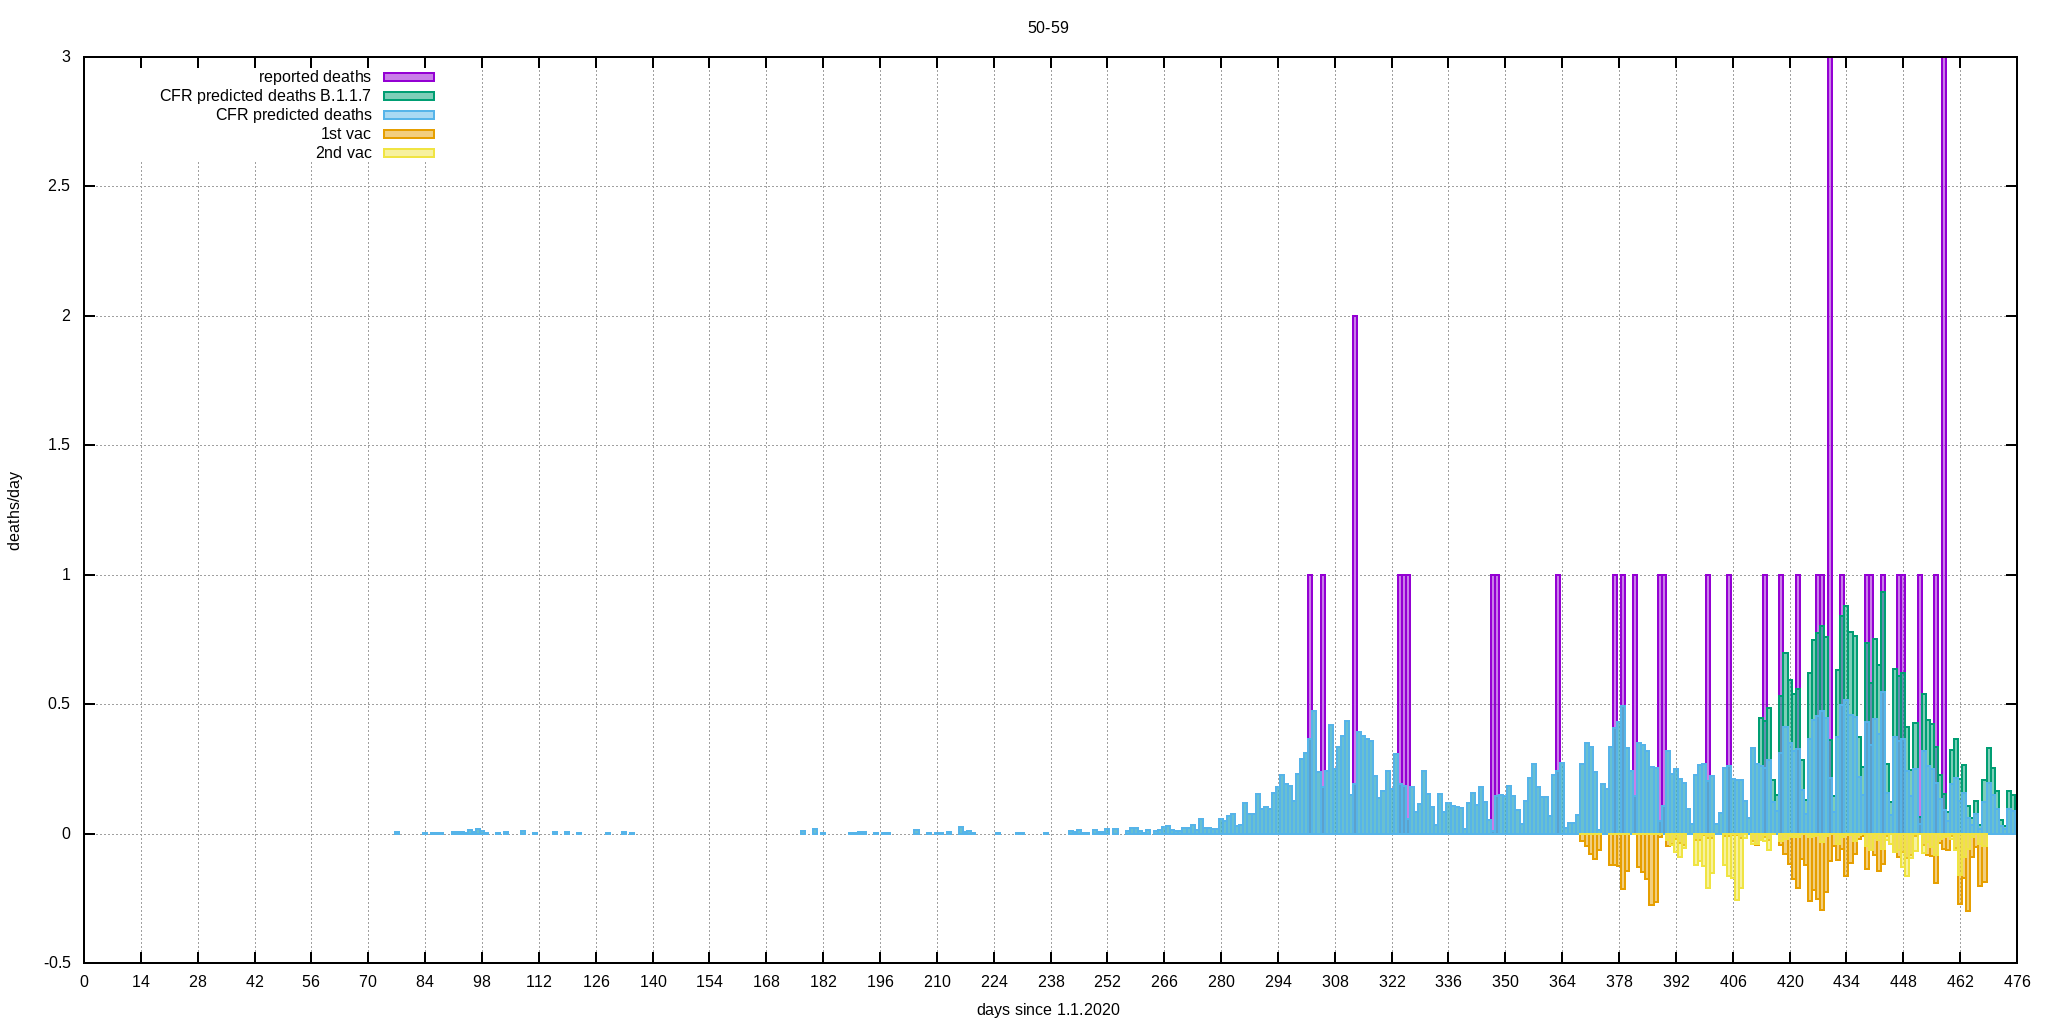 50-59
3
2.5
2
1.5
1
0.5
0
-0.5
deaths/day
reported deaths
CFR predicted deaths B.1.1.7
CFR predicted deaths
1st vac
2nd vac
0 14 28 42 56 70 84 98 112 126 140 154 168 182 196 210 224 238 252 266 280 294 308 322 336 350 364 378 392 406 420 434 448 462 476
days since 1.1.2020